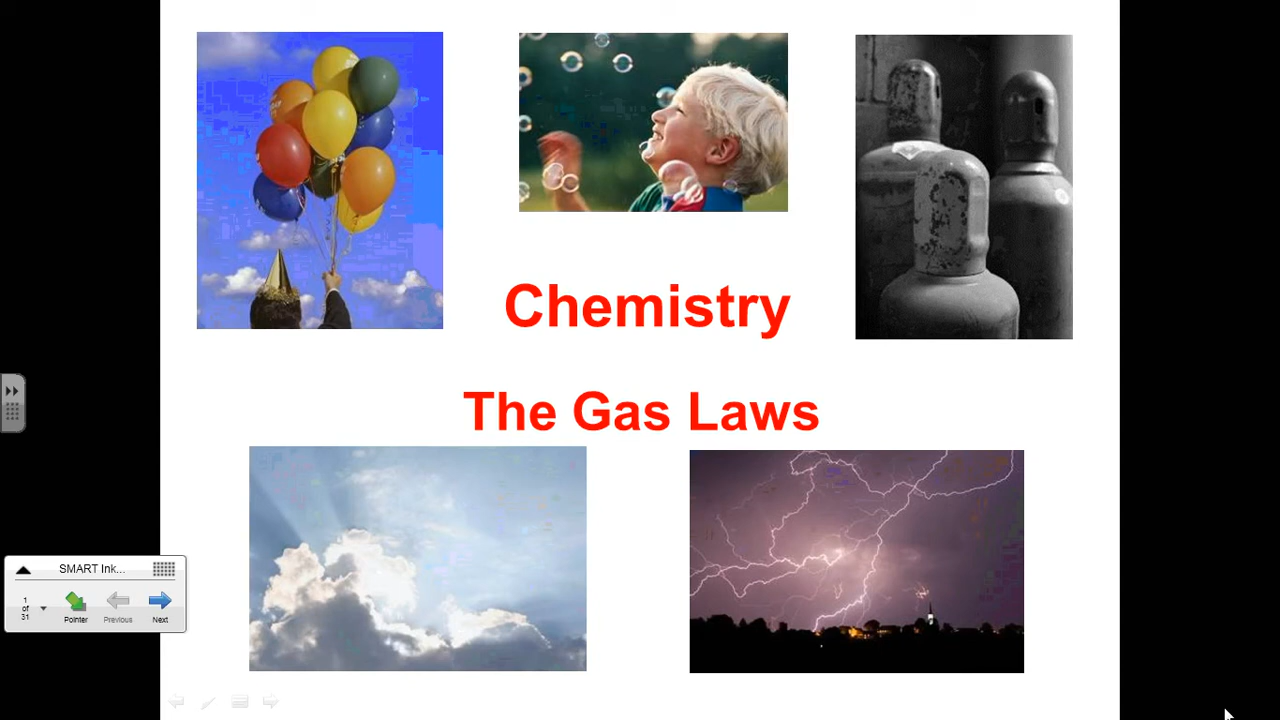 Chemistry
The Gas Laws
SMART Ink...
1
of
31
Pointer
Previous
Next